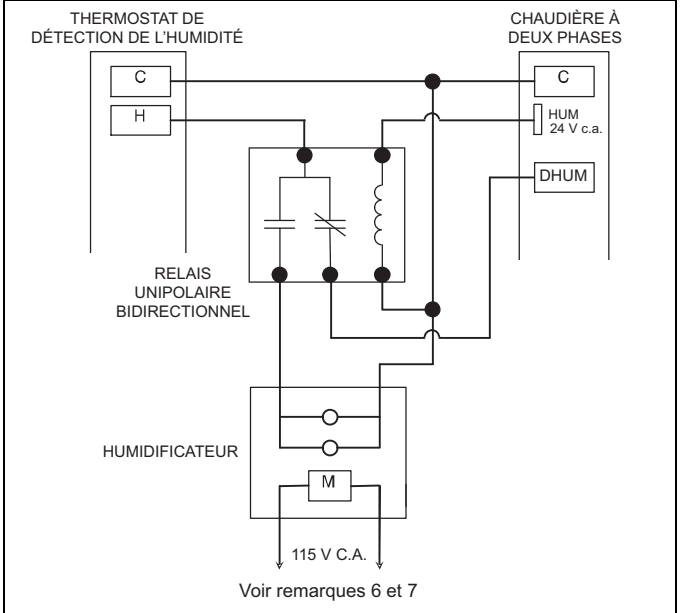 THERMOSTAT DE
DÉTECTION DE L'HUMIDITÉ
CHAUDIÈRE À
DEUX PHASES
C
C
H
HUM
24 V c.a.
DHUM
RELAIS
UNIPOLAIRE
BIDIRECTIONNEL
HUMIDIFICATEUR
M
115 V C.A.
Voir remarques 6 et 7